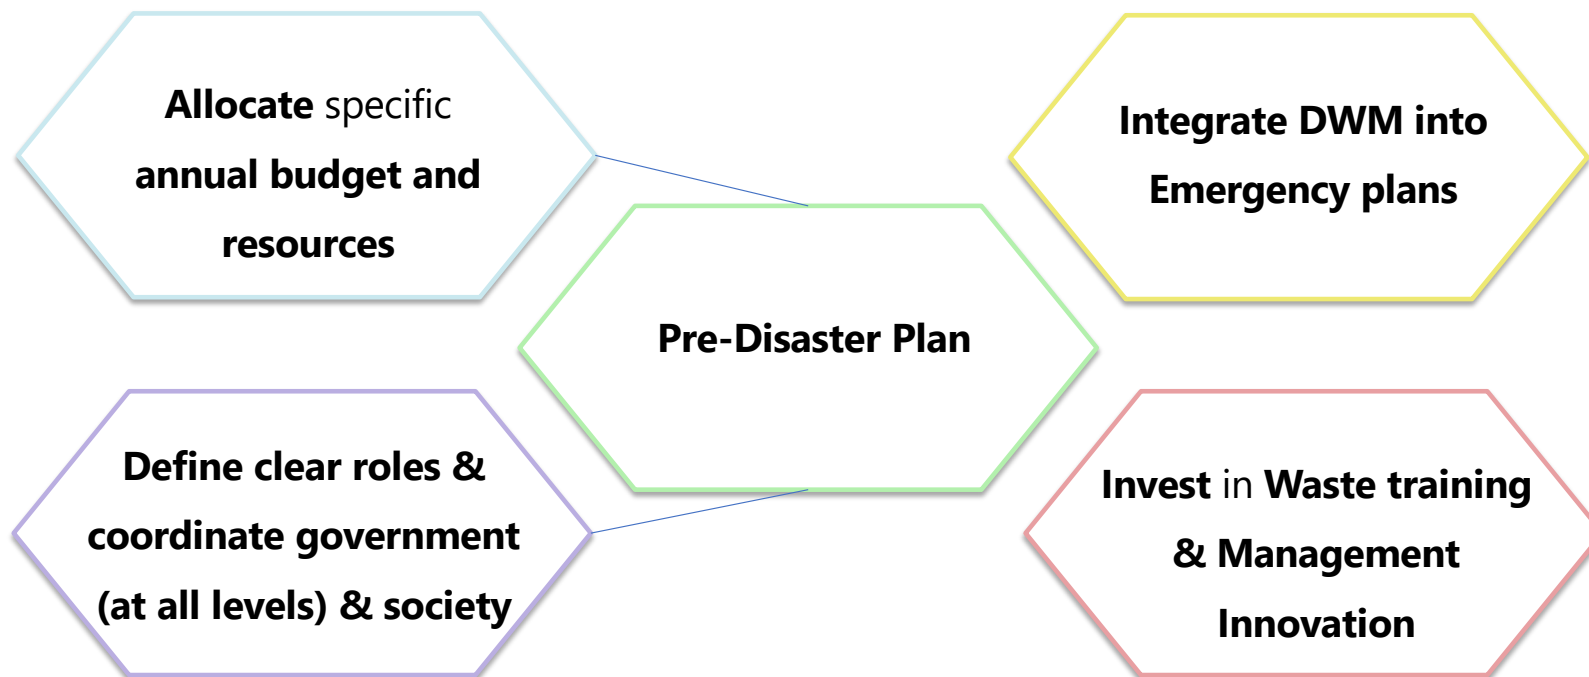 Allocate specific
annual budget and
resources
Integrate DWM into
Emergency plans
Pre-Disaster Plan
Define clear roles &
coordinate government
(at all levels) & society
Invest in Waste training
& Management
Innovation